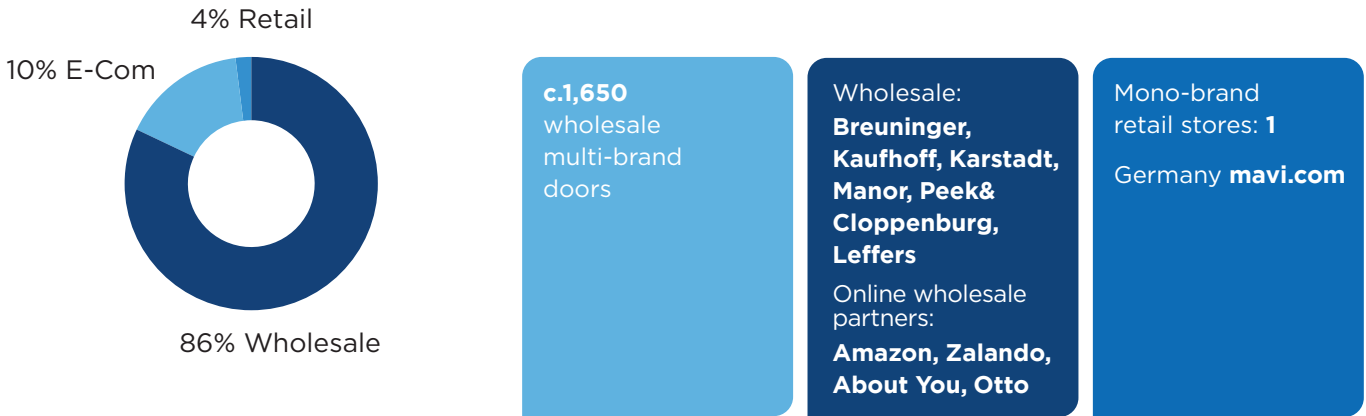 4% Retail
10% E-Com
86% Wholesale
c.1,650
wholesale
multi-brand
doors
Wholesale:
Breuninger,
Kaufhoff, Karstadt,
Manor, Peek&
Cloppenburg,
Leffers
Online wholesale
partners:
Amazon, Zalando,
About You, Otto
Mono-brand
retail stores: 1
Germany mavi.com